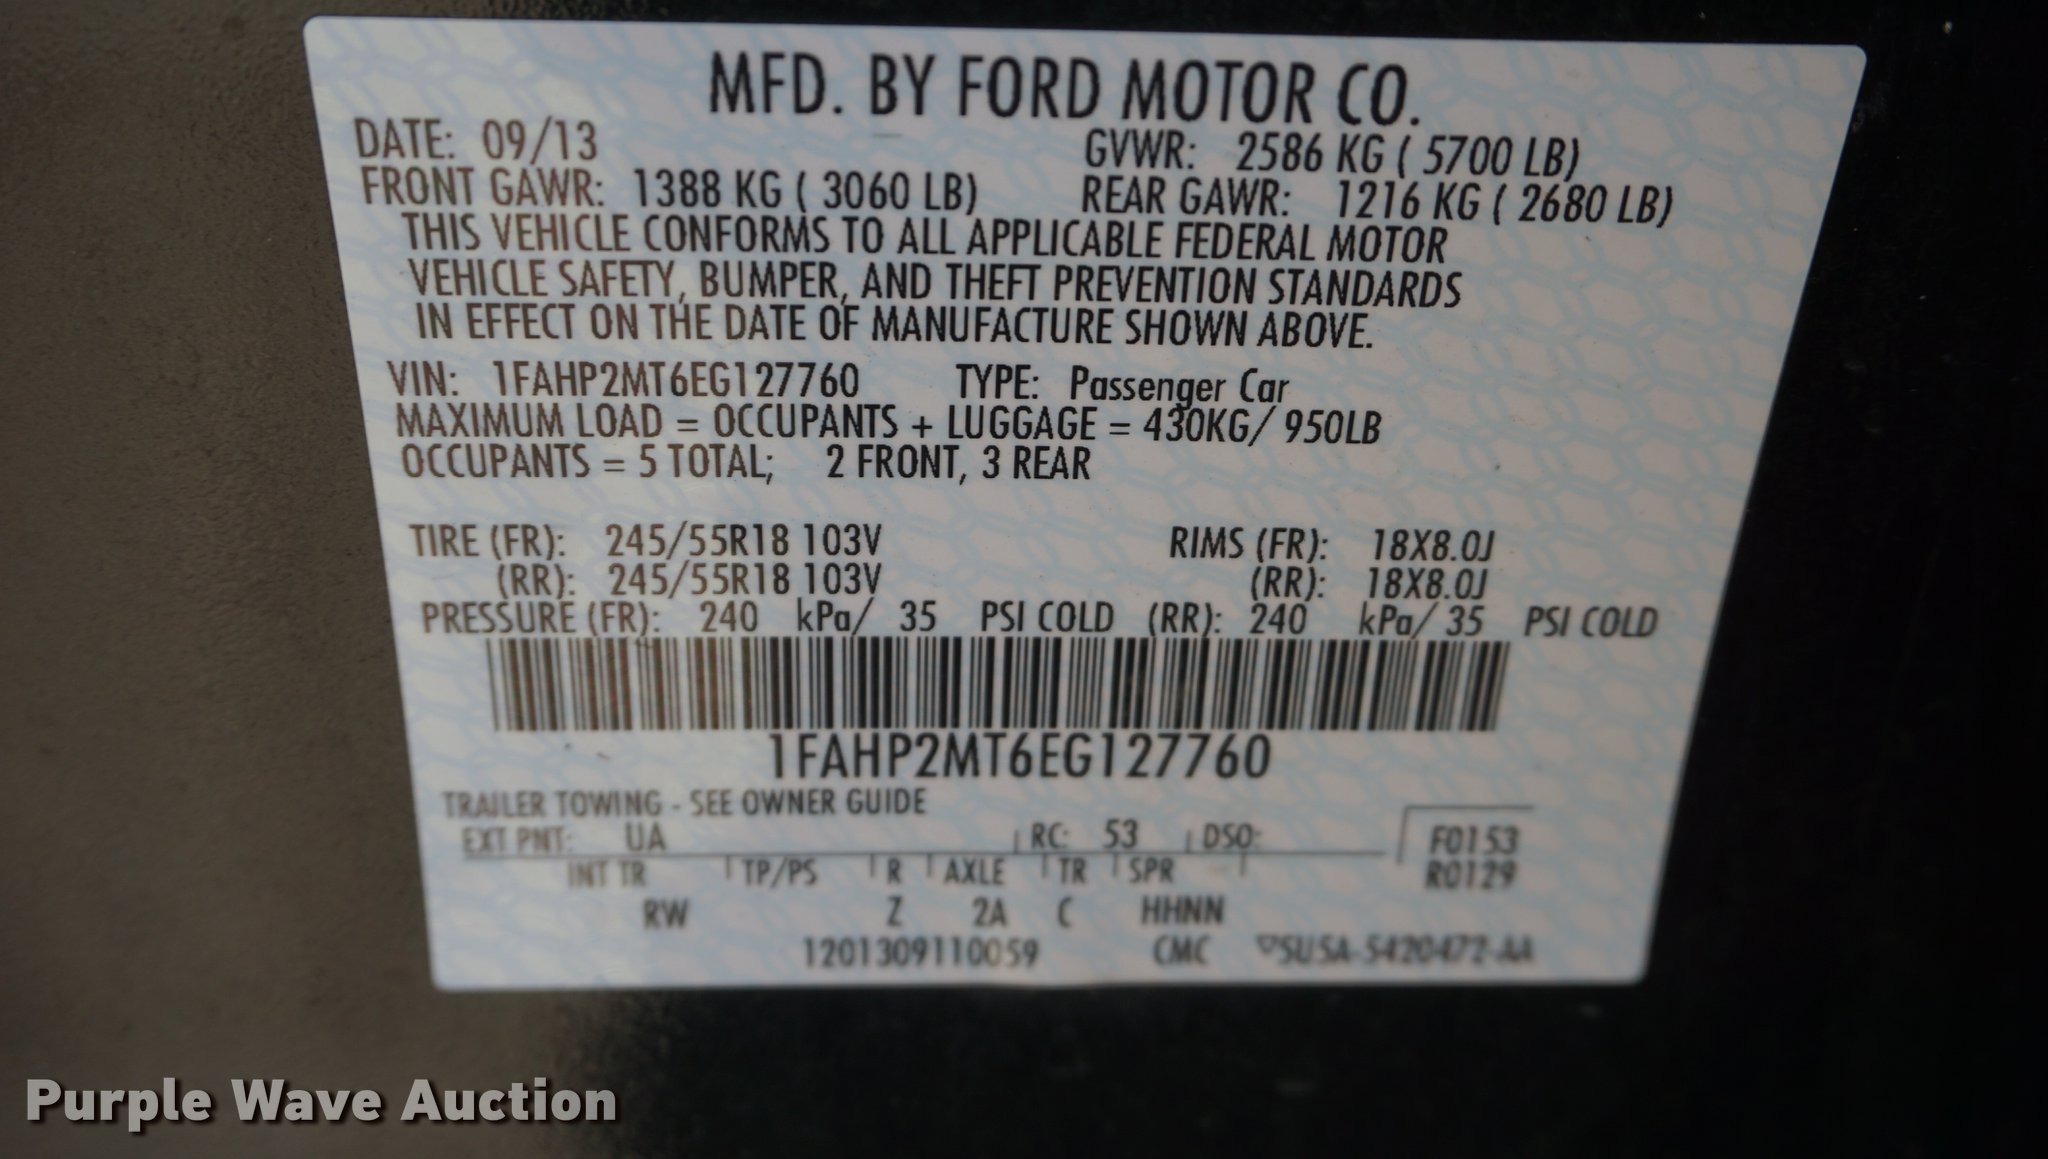 MFD. BY FORD MOTOR CO.
DATE: 09/13 GVWR: 2586 KG ( 5700 LB)
FRONT GAWR: 1388 KG ( 3060 LB) REAR GAWR: 1216 KG ( 2680 LB)
THIS VEHICLE CONFORMS TO ALL APPLICABLE FEDERAL MOTOR
VEHICLE SAFETY, BUMPER, AND THEFT PREVENTION STANDARDS
IN EFFECT ON THE DATE OF MANUFACTURE SHOWN ABOVE.
VIN: 1FAHP2MT6EG127760 TYPE: Passenger Car
MAXIMUM LOAD = OCCUPANTS + LUGGAGE = 430KG/ 950LB
OCCUPANTS = 5 TOTAL; 2 FRONT, 3 REAR
TIRE (FR): 245/55R18 103V RIMS (FR): 18X8.0J
(RR): 245/55R18 103V (RR): 18X8.0J
PRESSURE (FR): 240 kPa/ 35 PSI COLD (RR): 240 kPa/ 35 PSI COLD
1FAHP2MT6EG127760
TRAILER TOWING - SEE OWNER GUIDE
EXT PNT: UA RC: 53 DSO: F0153
INT TR TP/PS R AXLE TR SPR R0129
RW Z 2A C HHNN
1201309110059 CMC ▽SU5A-5420472-AA
Purple Wave Auction